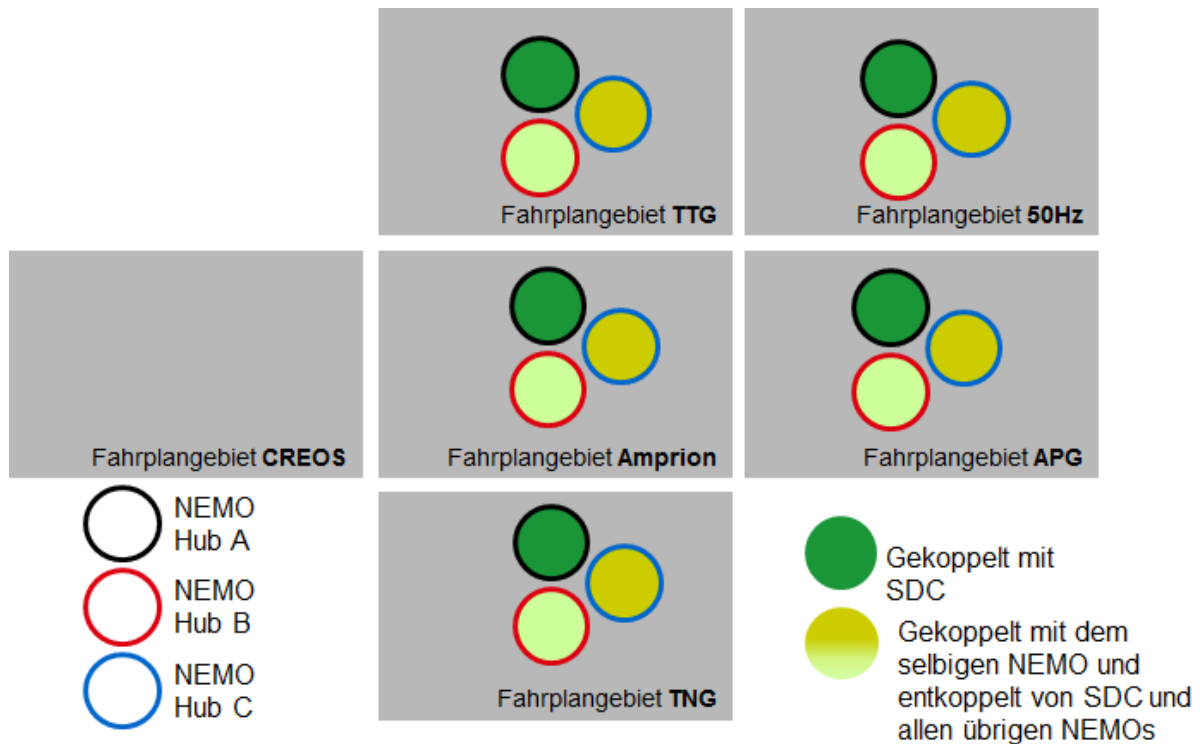 Fahrplangebiet TTG
Fahrplangebiet 50Hz
Fahrplangebiet CREOS
Fahrplangebiet Amprion
Fahrplangebiet APG
NEMO
Hub A
NEMO
Hub B
NEMO
Hub C
Fahrplangebiet TNG
Gekoppelt mit
SDC
Gekoppelt mit dem
selbigen NEMO und
entkoppelt von SDC und
allen übrigen NEMOs